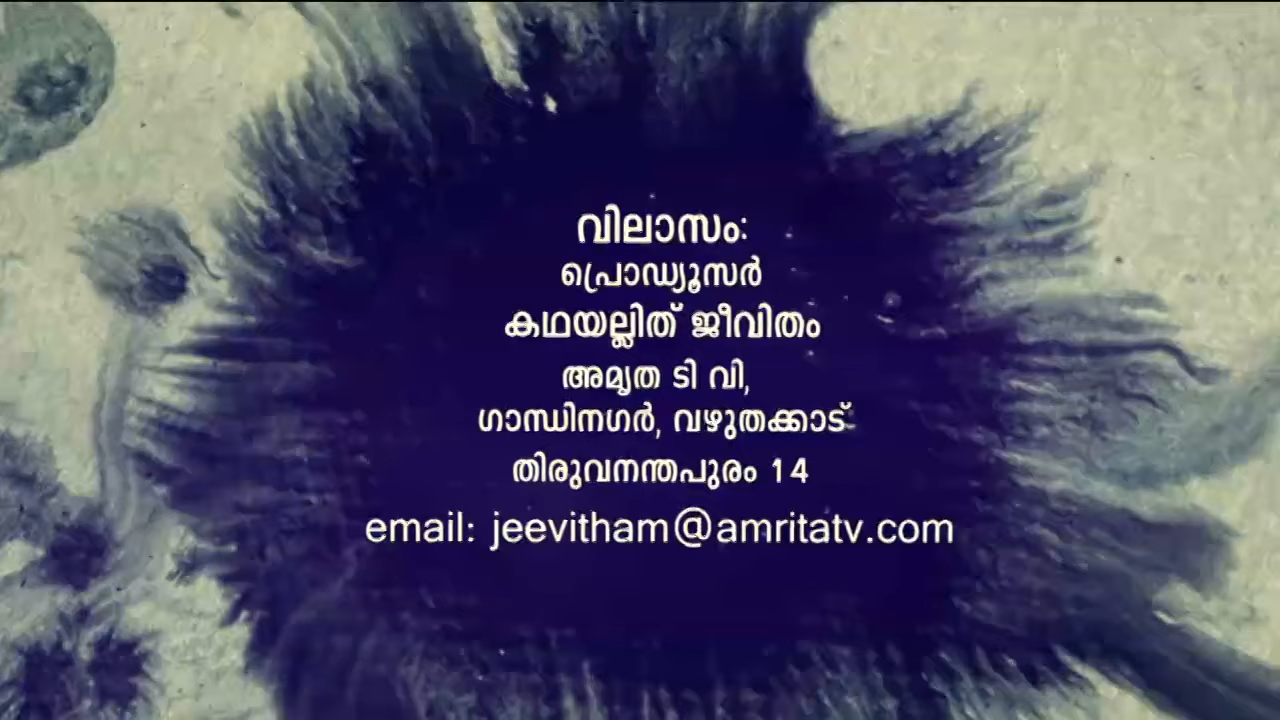 വിലാസം:
പ്രൊഡ്യൂസർ
കഥയല്ലിത് ജീവിതം
അമൃത ടി വി,
ഗാന്ധിനഗർ, വഴുതക്കാട്
തിരുവനന്തപുരം 14
email: jeevitham@amritatv.com